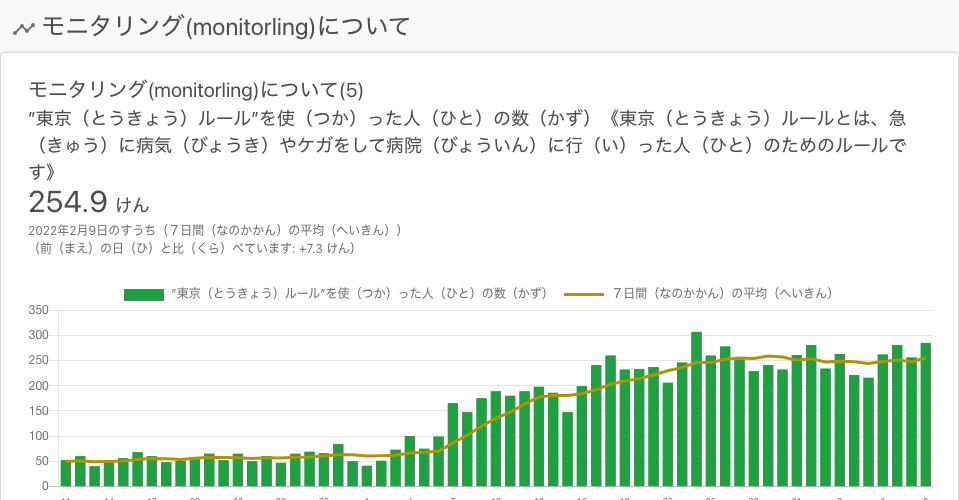 モニタリング(monitorling)について
モニタリング(monitorling)について(5)
”東京（とうきょう）ルール”を使（つか）った人（ひと）の数（かず）《東京（とうきょう）ルールとは、急
（きゅう）に病気（びょうき）やケガをして病院（びょういん）に行（い）った人（ひと）のためのルールで
す》
254.9 けん
2022年2月9日のすうち（７日間（なのかかん）の平均（へいきん））
（前（まえ）の日（ひ）と比（くら）べています: +7.3 けん）
”東京（とうきょう）ルール”を使（つか）った人（ひと）の数（かず） ７日間（なのかかん）の平均（へいきん）
350
300
250
200
150
100
50
0